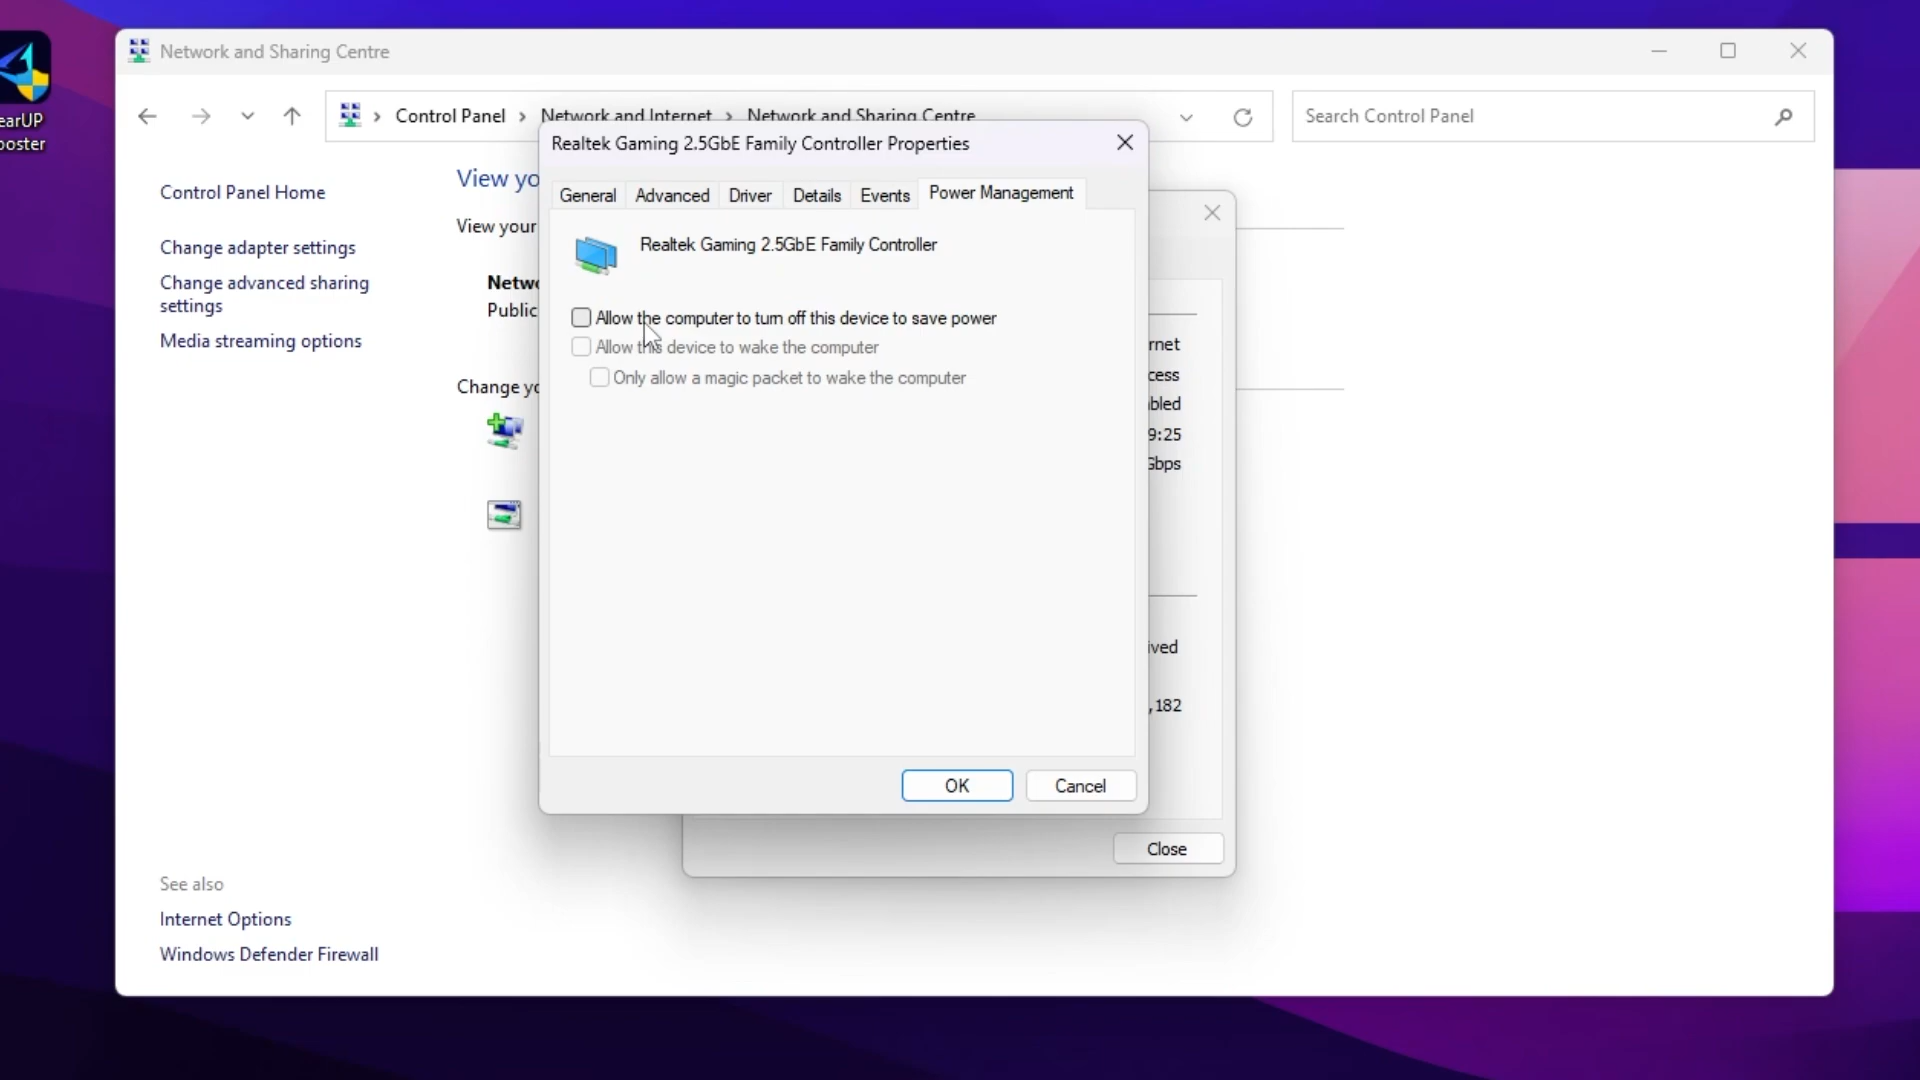 earUP
ooster
Network and Sharing Centre
Control Panel > Network and Internet > Network and Sharing Centre
Search Control Panel
Control Panel Home
Change adapter settings
Change advanced sharing
settings
Media streaming options
See also
Internet Options
Windows Defender Firewall
View yo
View your
Netwo
Public
Change yo
Realtek Gaming 2.5GbE Family Controller Properties
General Advanced Driver Details Events Power Management
Realtek Gaming 2.5GbE Family Controller
Allow the computer to turn off this device to save power
Allow this device to wake the computer
Only allow a magic packet to wake the computer
OK Cancel
rnet
cess
bled
9:25
Gbps
ived
,182
Close